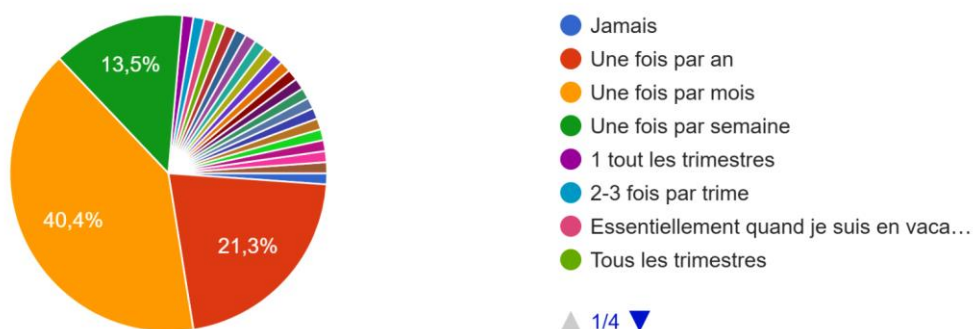 13,5%
40,4%
21,3%
Jamais
Une fois par an
Une fois par mois
Une fois par semaine
1 tout les trimestres
2-3 fois par trime
Essentiellement quand je suis en vaca…
Tous les trimestres
1/4